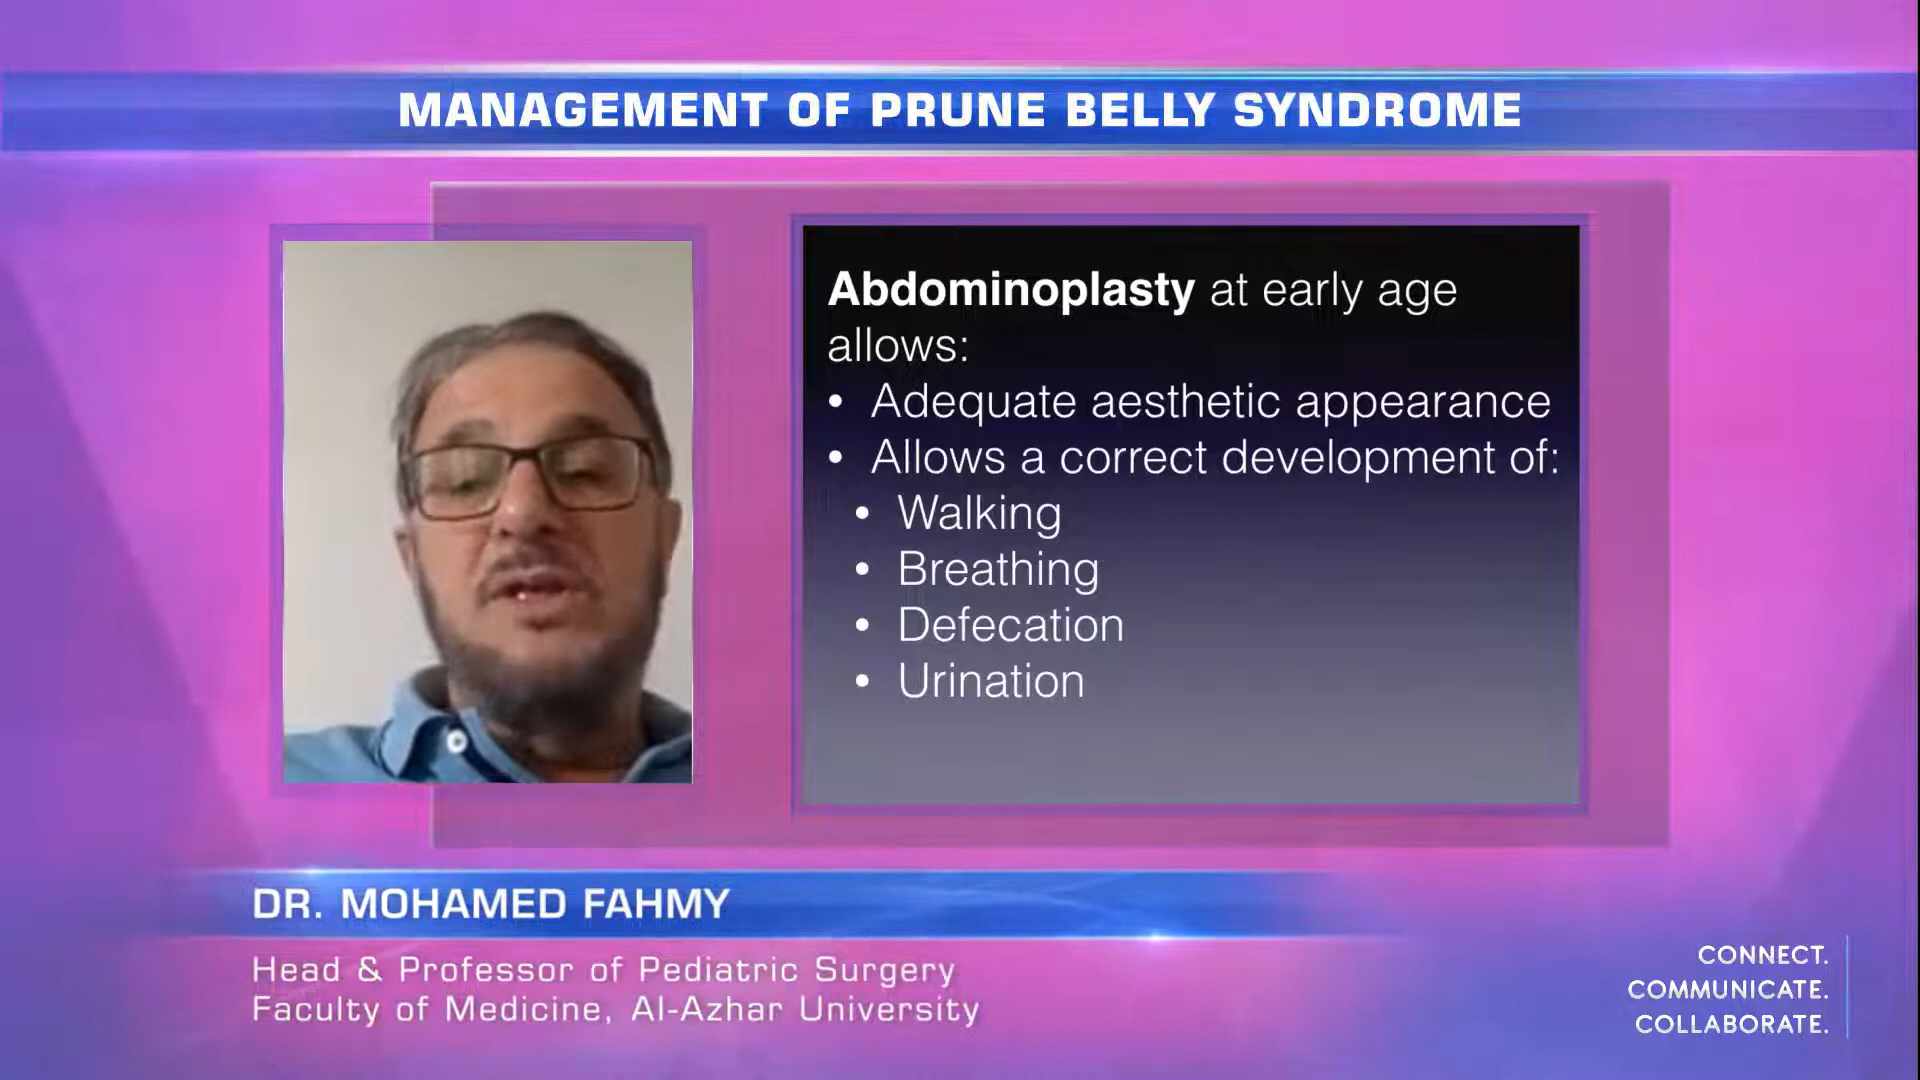 MANAGEMENT OF PRUNE BELLY SYNDROME
Abdominoplasty at early age
allows:
• Adequate aesthetic appearance
• Allows a correct development of:
• Walking
• Breathing
• Defecation
• Urination
DR. MOHAMED FAHMY
Head & Professor of Pediatric Surgery
Faculty of Medicine, Al-Azhar University
CONNECT.
COMMUNICATE.
COLLABORATE.